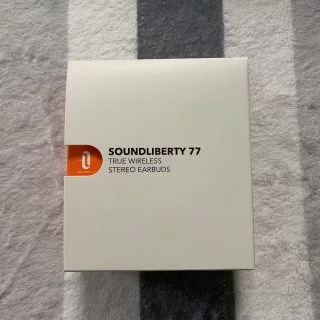 SOUNDLIBERTY 77
TRUE WIRELESS
STEREO EARBUDS